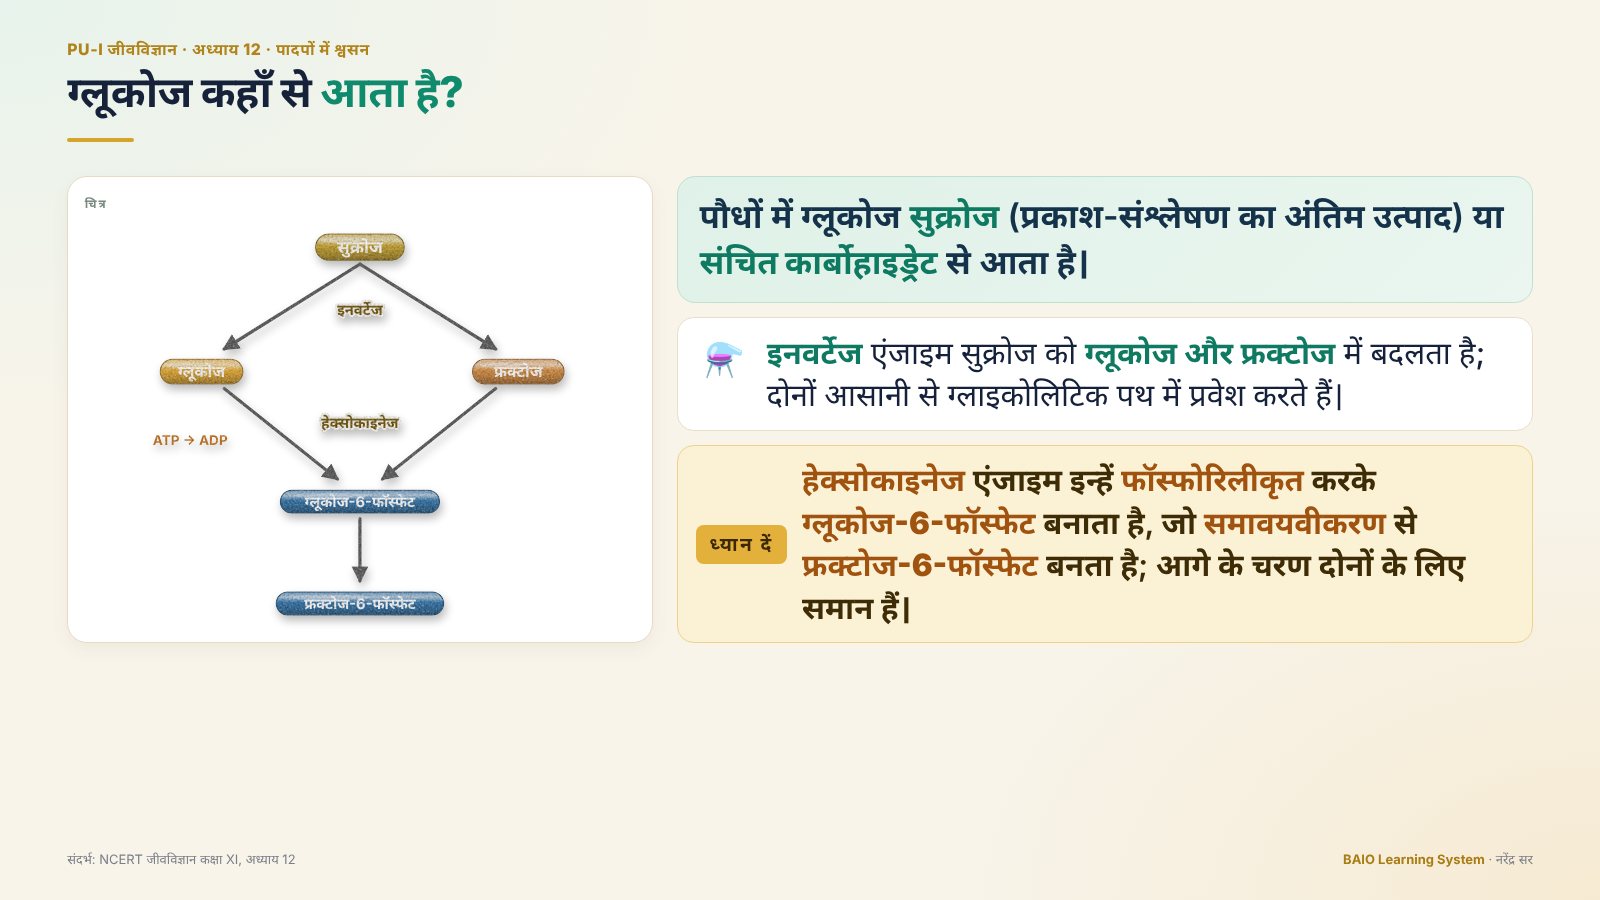 PU-I जीवविज्ञान · अध्याय 12 · पादपों में श्वसन
ग्लूकोज कहाँ से आता है?
चित्र
सुक्रोज
इनवर्टेज
ग्लूकोज
फ्रक्टोज
हेक्सोकाइनेज
ATP → ADP
ग्लूकोज-6-फॉस्फेट
फ्रक्टोज-6-फॉस्फेट
पौधों में ग्लूकोज सुक्रोज (प्रकाश-संश्लेषण का अंतिम उत्पाद) या
संचित कार्बोहाइड्रेट से आता है|
इनवर्टेज एंजाइम सुक्रोज को ग्लूकोज और फ्रक्टोज में बदलता है;
दोनों आसानी से ग्लाइकोलिटिक पथ में प्रवेश करते हैं|
ध्यान दें
हेक्सोकाइनेज एंजाइम इन्हें फॉस्फोरिलीकृत करके
ग्लूकोज-6-फॉस्फेट बनाता है, जो समावयवीकरण से
फ्रक्टोज-6-फॉस्फेट बनता है; आगे के चरण दोनों के लिए
समान हैं|
संदर्भ: NCERT जीवविज्ञान कक्षा XI, अध्याय 12
BAIO Learning System · नरेंद्र सर